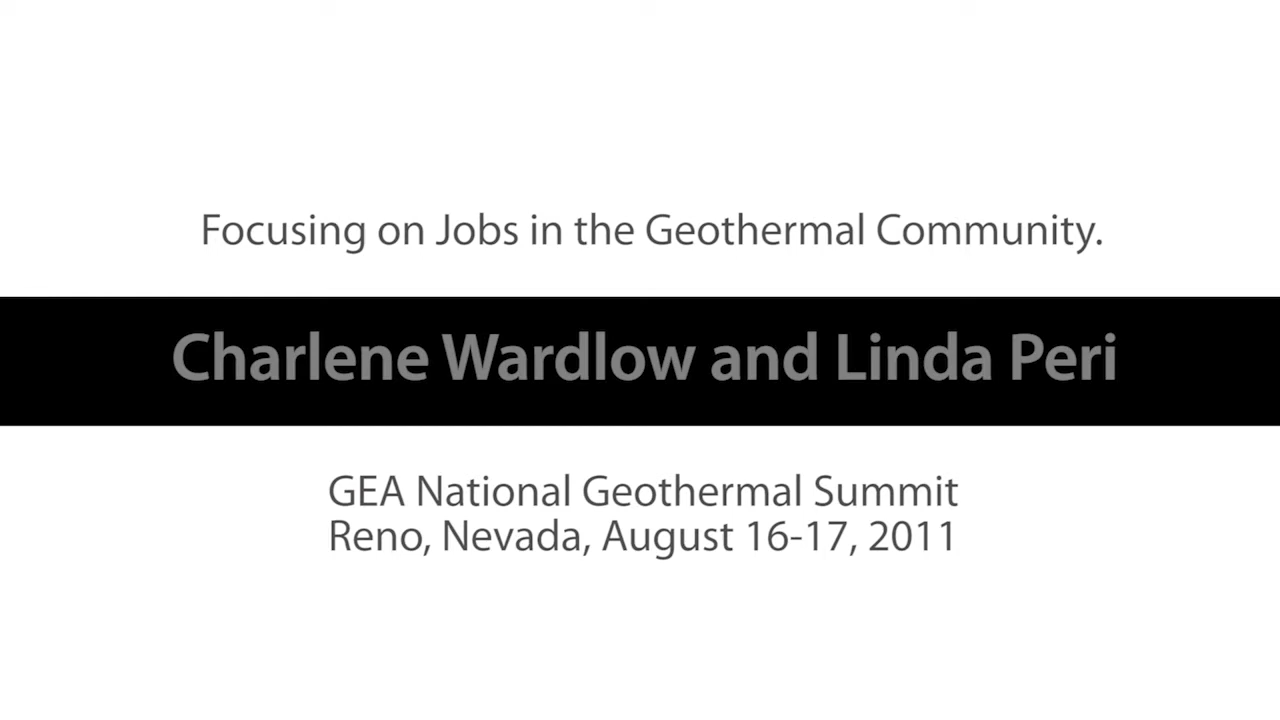 Focusing on Jobs in the Geothermal Community.
Charlene Wardlow and Linda Peri
GEA National Geothermal Summit
Reno, Nevada, August 16-17, 2011